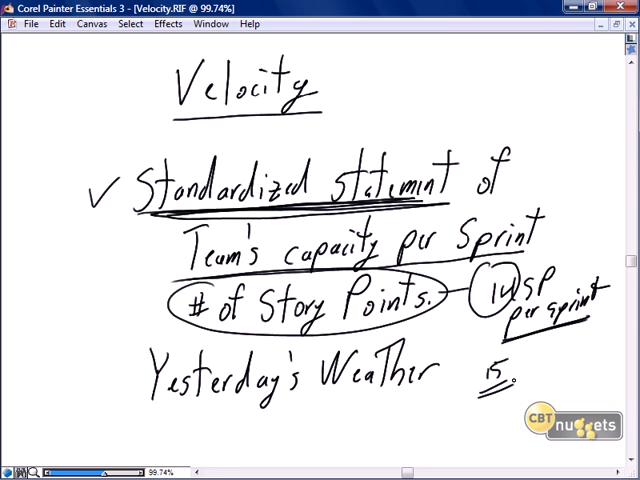 Corel Painter Essentials 3 - [Velocity.RIF @ 99.74%]
File Edit Canvas Select Effects Window Help
Velocity
✓ Standardized statement of
Team's capacity per Sprint
# of Story Points. - 14 SP
per sprint
Yesterday's Weather 15.
CBT nuggets
99.74%